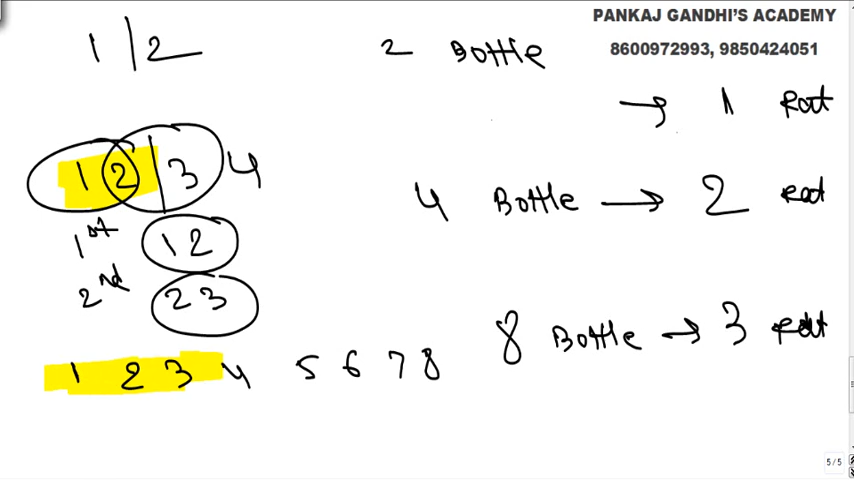 PANKAJ GANDHI'S ACADEMY
8600972993, 9850424051
1 | 2 2 Bottle
→ 1 Rat
1 2 | 3 4 4 Bottle → 2 Rat
1st 1 2
2nd 2 3
8 Bottle → 3 Rat
1 2 3 4 5 6 7 8
5/5